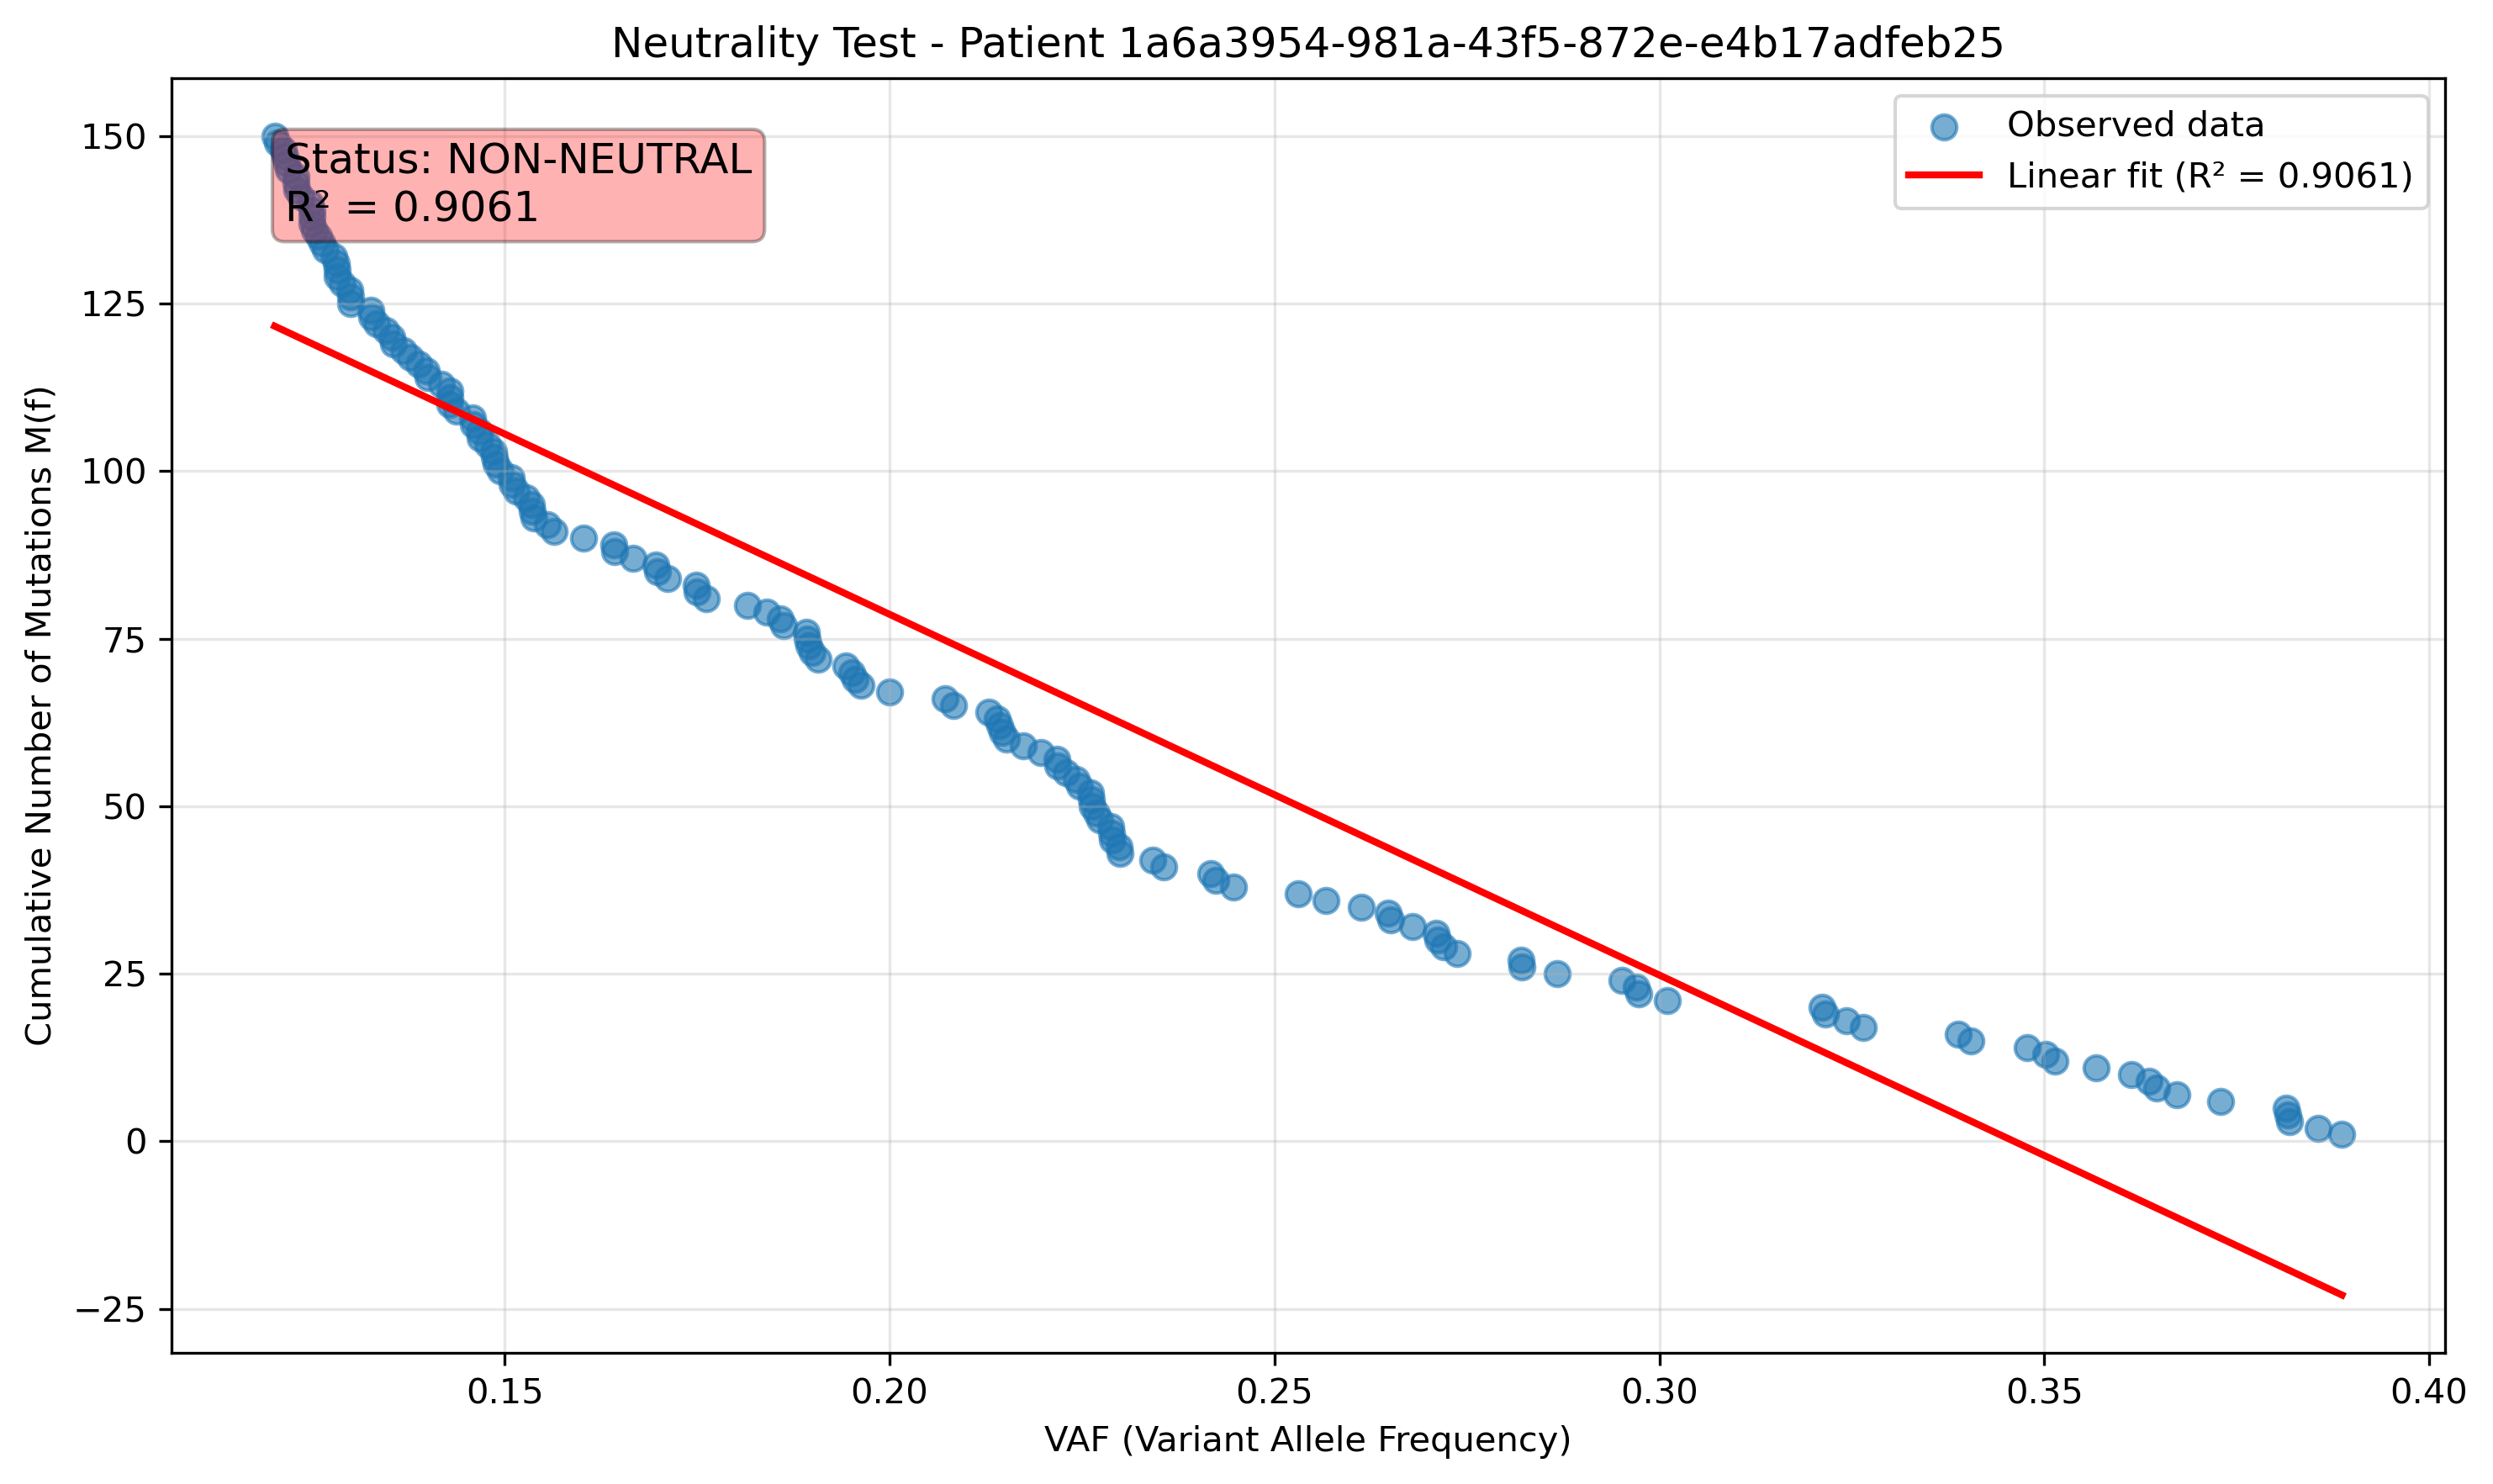 Neutrality Test - Patient 1a6a3954-981a-43f5-872e-e4b17adfeb25
Status: NON-NEUTRAL
R² = 0.9061
Observed data
Linear fit (R² = 0.9061)
Cumulative Number of Mutations M(f)
150
125
100
75
50
25
0
−25
0.15
0.20
0.25
0.30
0.35
0.40
VAF (Variant Allele Frequency)